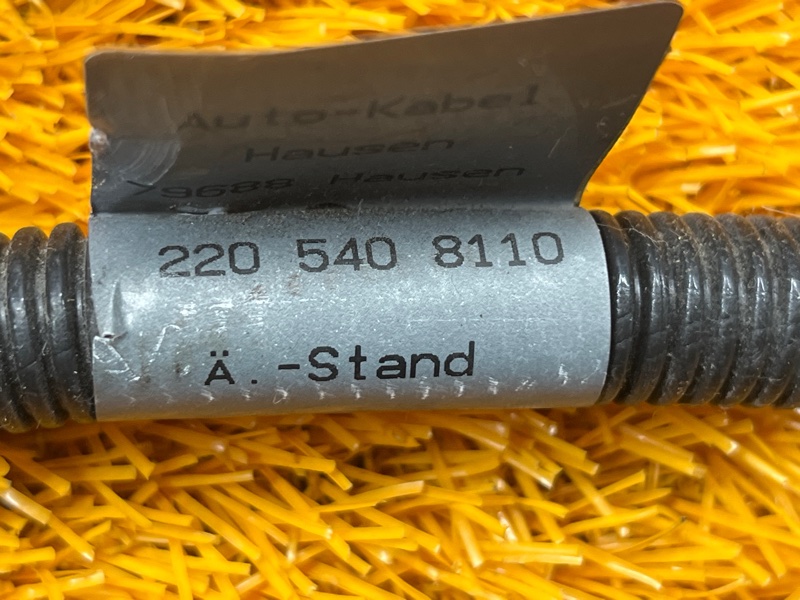 Auto-Kabel
Hausen
79688 Hausen
220 540 8110
Ä.-Stand